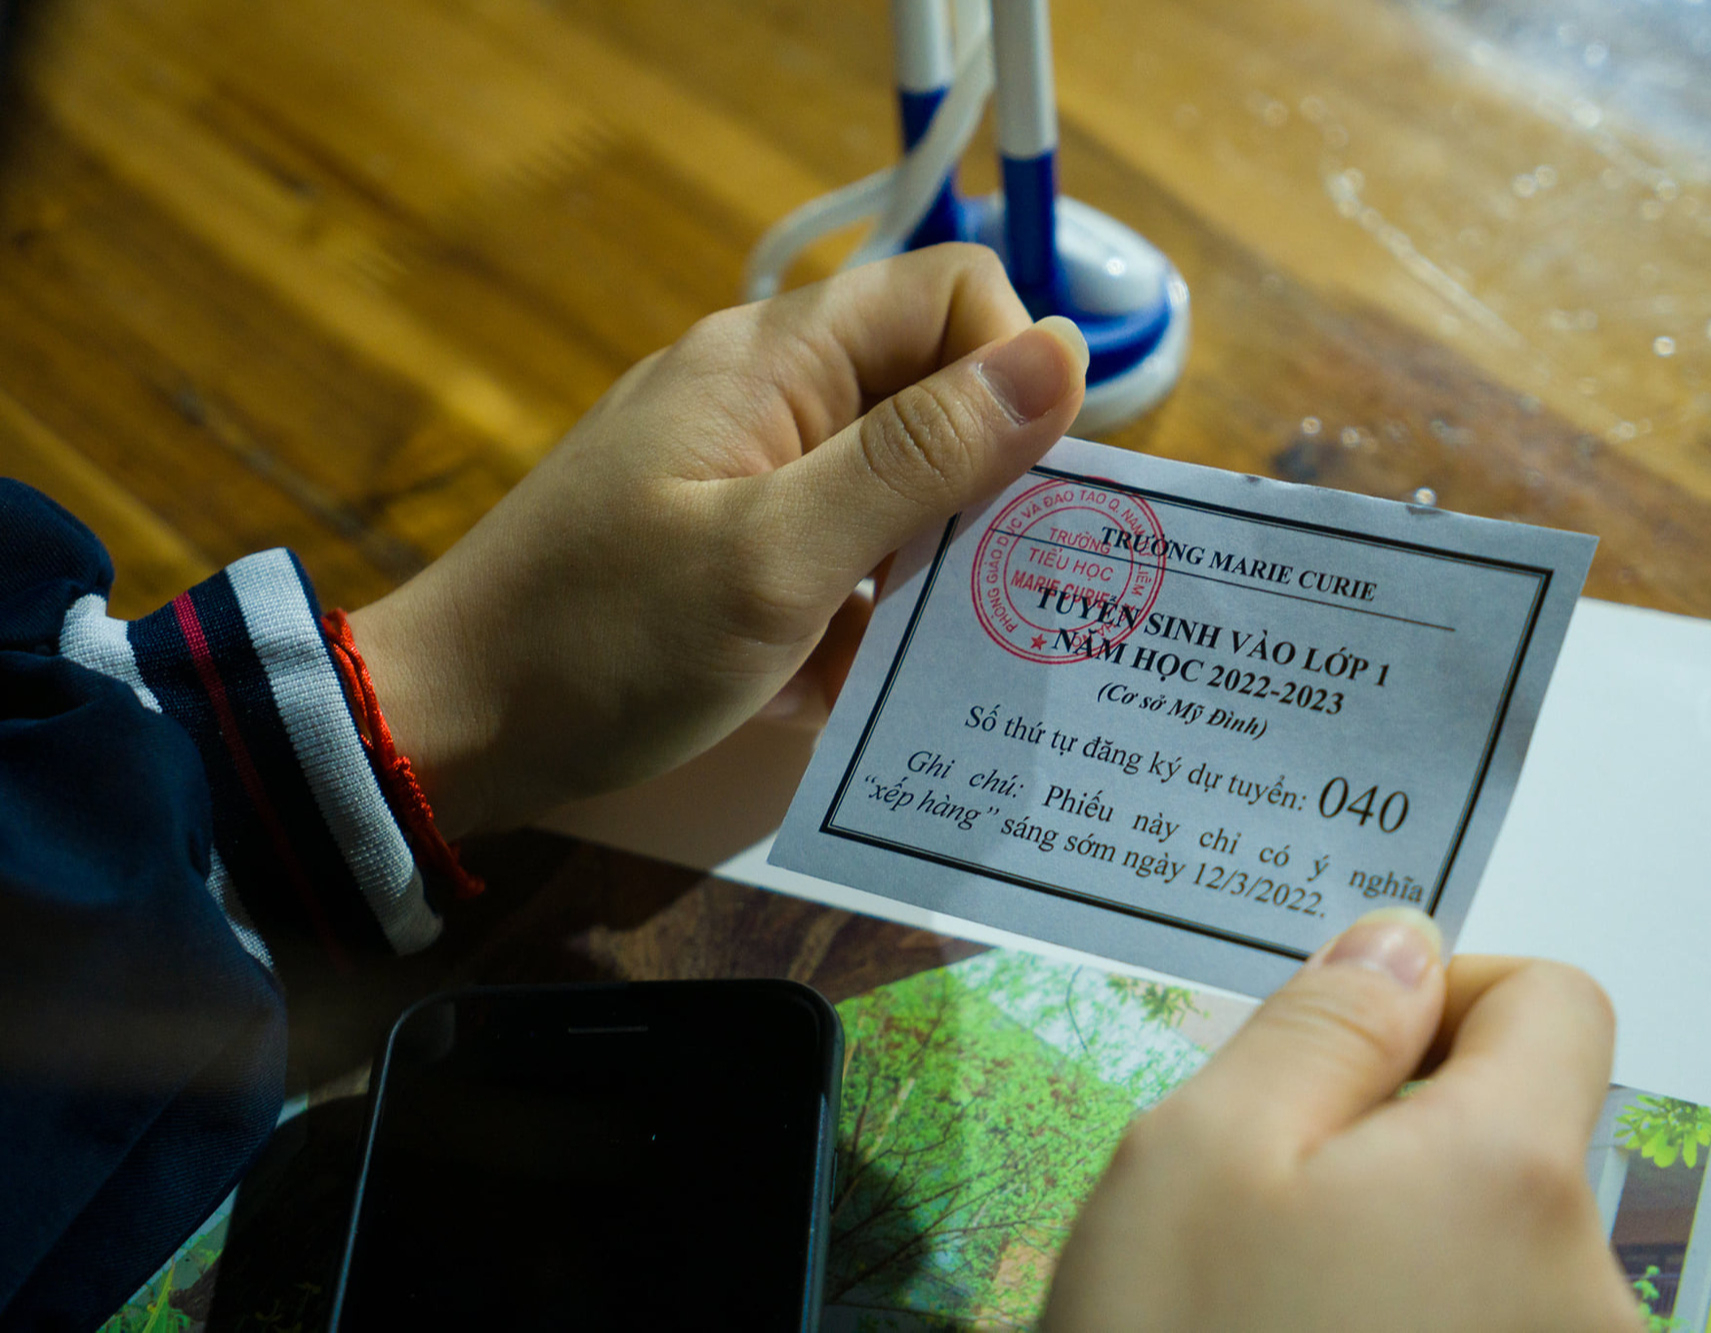 TRƯỜNG MARIE CURIE
TUYỂN SINH VÀO LỚP 1
NĂM HỌC 2022-2023
(Cơ sở Mỹ Đình)
Số thứ tự đăng ký dự tuyển: 040
Ghi chú: Phiếu này chỉ có ý nghĩa
“xếp hàng” sáng sớm ngày 12/3/2022.
PHÒNG GIÁO DỤC VÀ ĐÀO TẠO Q. NAM TỪ LIÊM
TRƯỜNG
TIỂU HỌC
MARIE CURIE